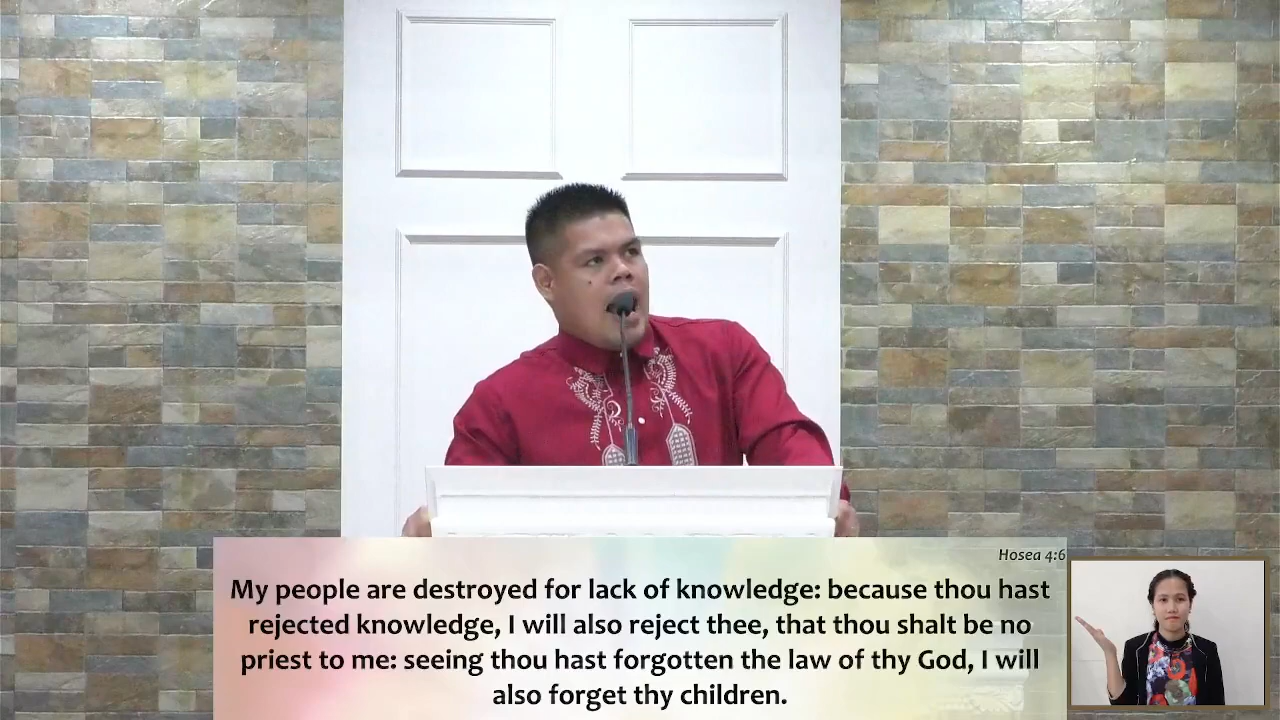 Hosea 4:6
My people are destroyed for lack of knowledge: because thou hast
rejected knowledge, I will also reject thee, that thou shalt be no
priest to me: seeing thou hast forgotten the law of thy God, I will
also forget thy children.